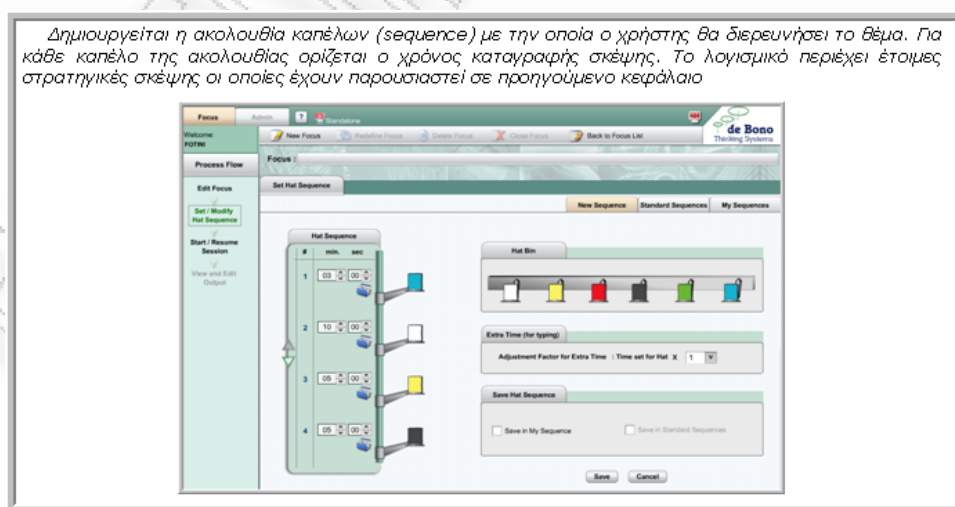 Δημιουργείται η ακολουθία καπέλων (sequence) με την οποία ο χρήστης θα διερευνήσει το θέμα. Για
κάθε καπέλο της ακολουθίας ορίζεται ο χρόνος καταγραφής σκέψης. Το λογισμικό περιέχει έτοιμες
στρατηγικές σκέψης οι οποίες έχουν παρουσιαστεί σε προηγούμενο κεφάλαιο
Focus Admin ? Standalone
de Bono
Thinking Systems
Welcome:
FOTINI
New Focus Redefine Focus Delete Focus Close Focus Back to Focus List
Process Flow
Focus :
Edit Focus
Set Hat Sequence
Set / Modify
Hat Sequence
New Sequence Standard Sequences My Sequences
Start / Resume
Session
View and Edit
Output
Hat Sequence
# min. sec
1 03 00
2 10 00
3 05 00
4 05 00
Hat Bin
Extra Time (for typing)
Adjustment Factor for Extra Time : Time set for Hat X 1
Save Hat Sequence
Save in My Sequence Save in Standard Sequences
Save Cancel